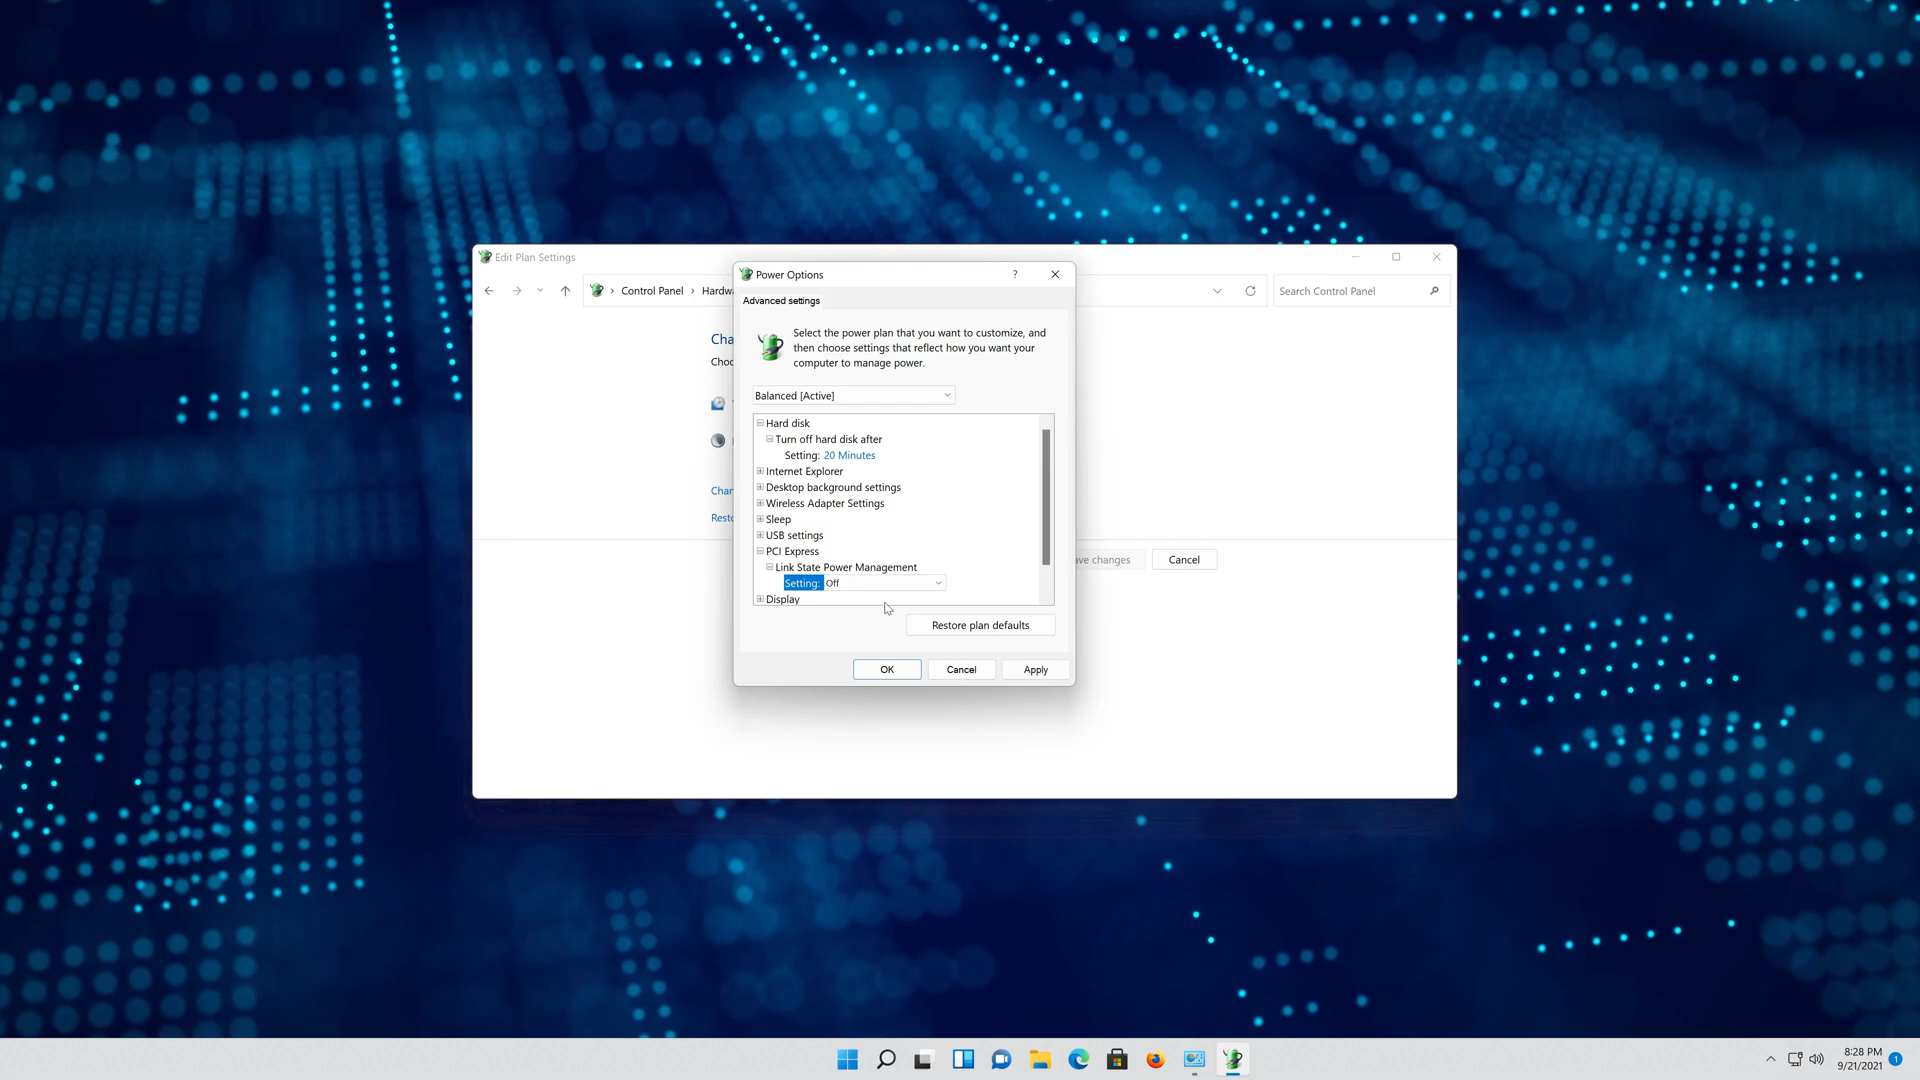 Edit Plan Settings
Control Panel
Search Control Panel
Power Options
?
Advanced settings
Select the power plan that you want to customize, and
then choose settings that reflect how you want your
computer to manage power.
Balanced [Active]
Hard disk
Turn off hard disk after
Setting: 20 Minutes
Internet Explorer
Desktop background settings
Wireless Adapter Settings
Sleep
USB settings
PCI Express
Link State Power Management
Setting: Off
Display
Restore plan defaults
OK Cancel Apply
Cha
Choo
Chan
Resto
ve changes
Cancel
8:28 PM
9/21/2021
1